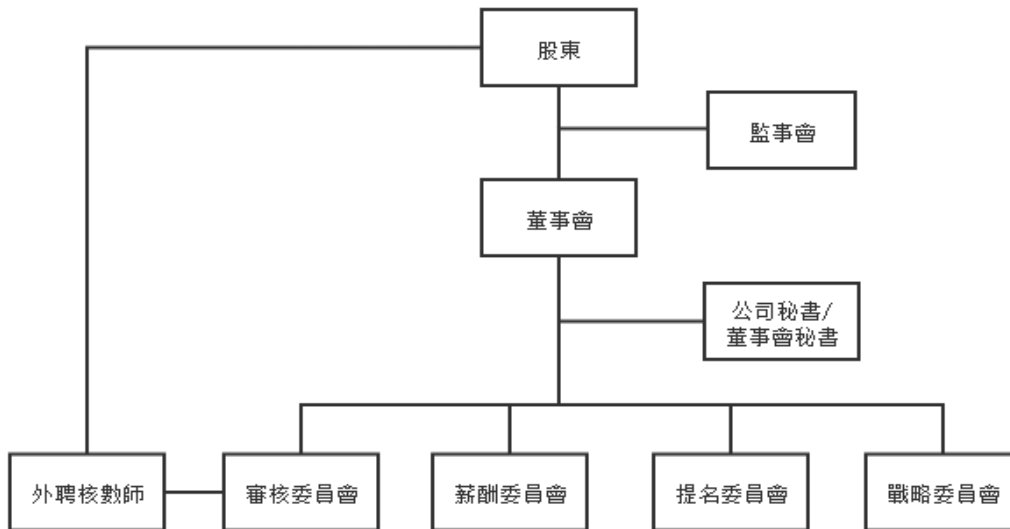 股東
監事會
董事會
公司秘書/
董事會秘書
外聘核數師
審核委員會
薪酬委員會
提名委員會
戰略委員會